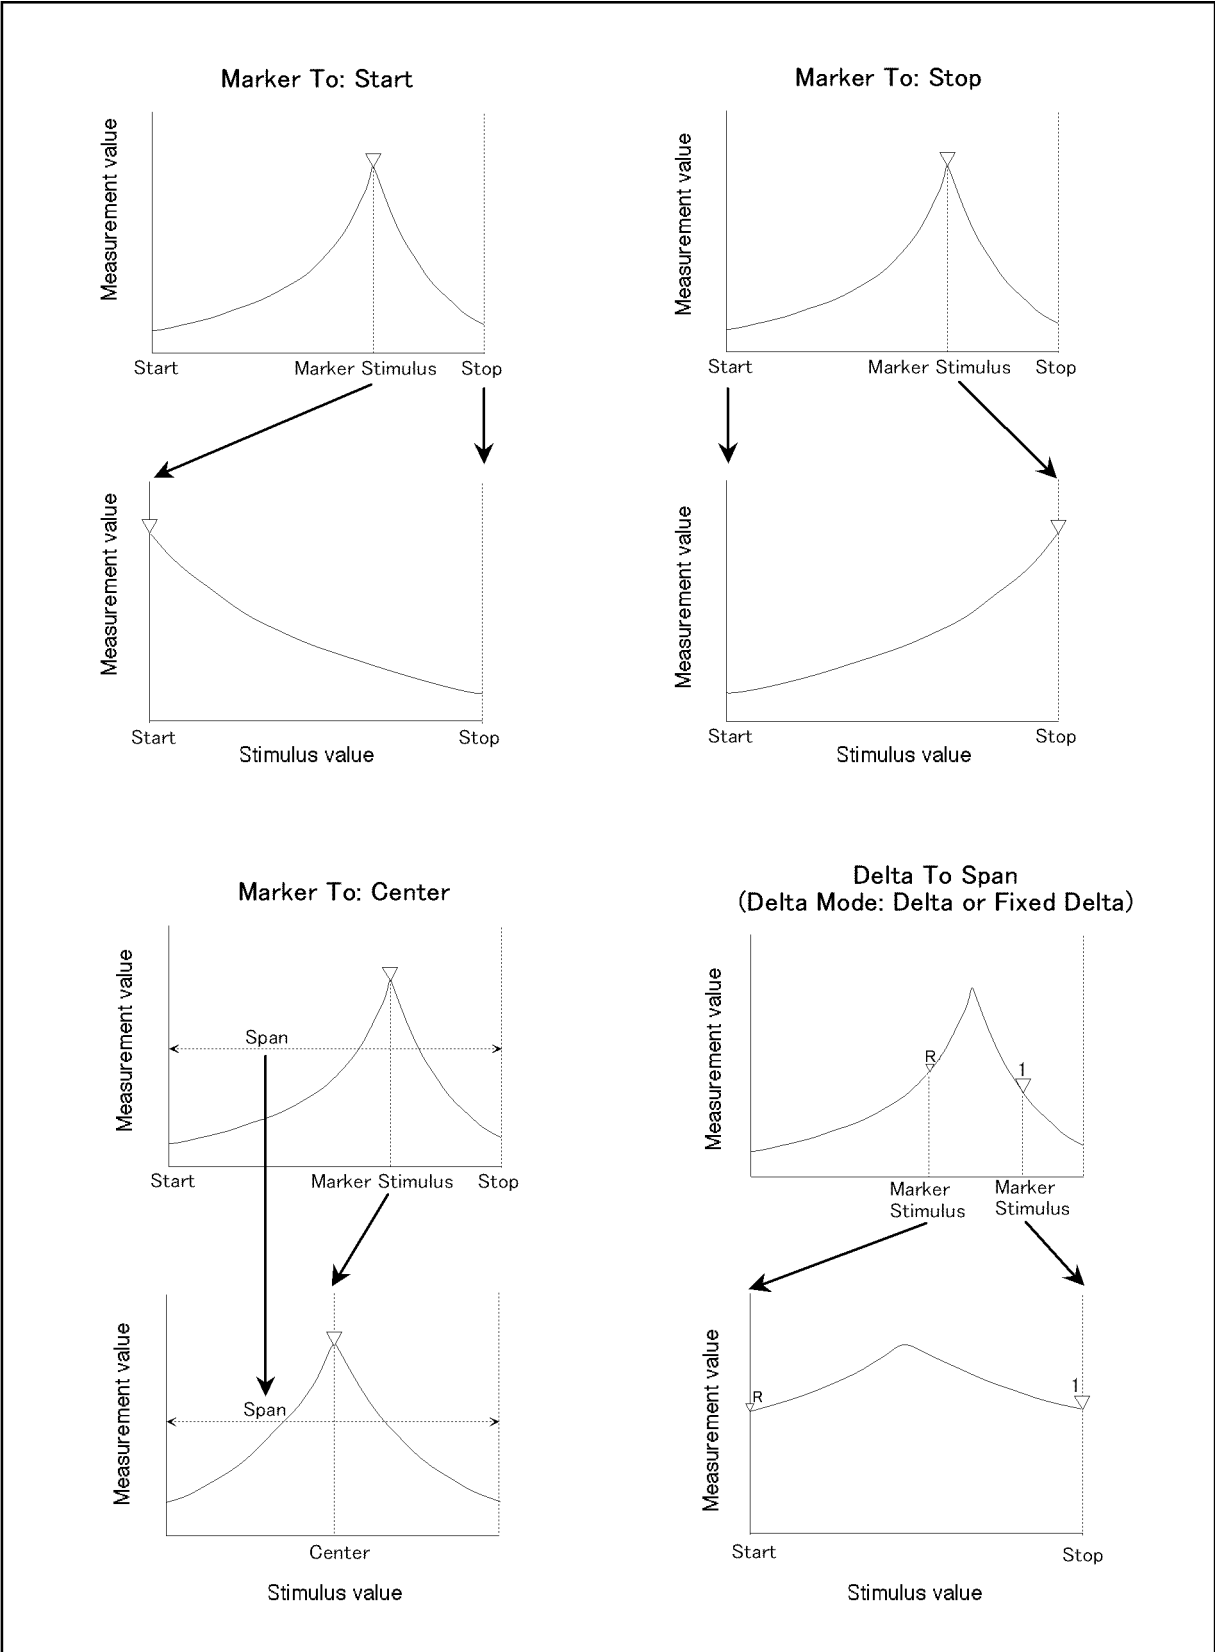 Marker To: Start
Measurement value
Start
Marker Stimulus
Stop
Measurement value
Start
Stop
Stimulus value
Marker To: Stop
Measurement value
Start
Marker Stimulus
Stop
Measurement value
Start
Stop
Stimulus value
Marker To: Center
Measurement value
Span
Start
Marker Stimulus
Stop
Measurement value
Span
Center
Stimulus value
Delta To Span
(Delta Mode: Delta or Fixed Delta)
Measurement value
R
1
Marker
Stimulus
Marker
Stimulus
Measurement value
R
1
Start
Stop
Stimulus value